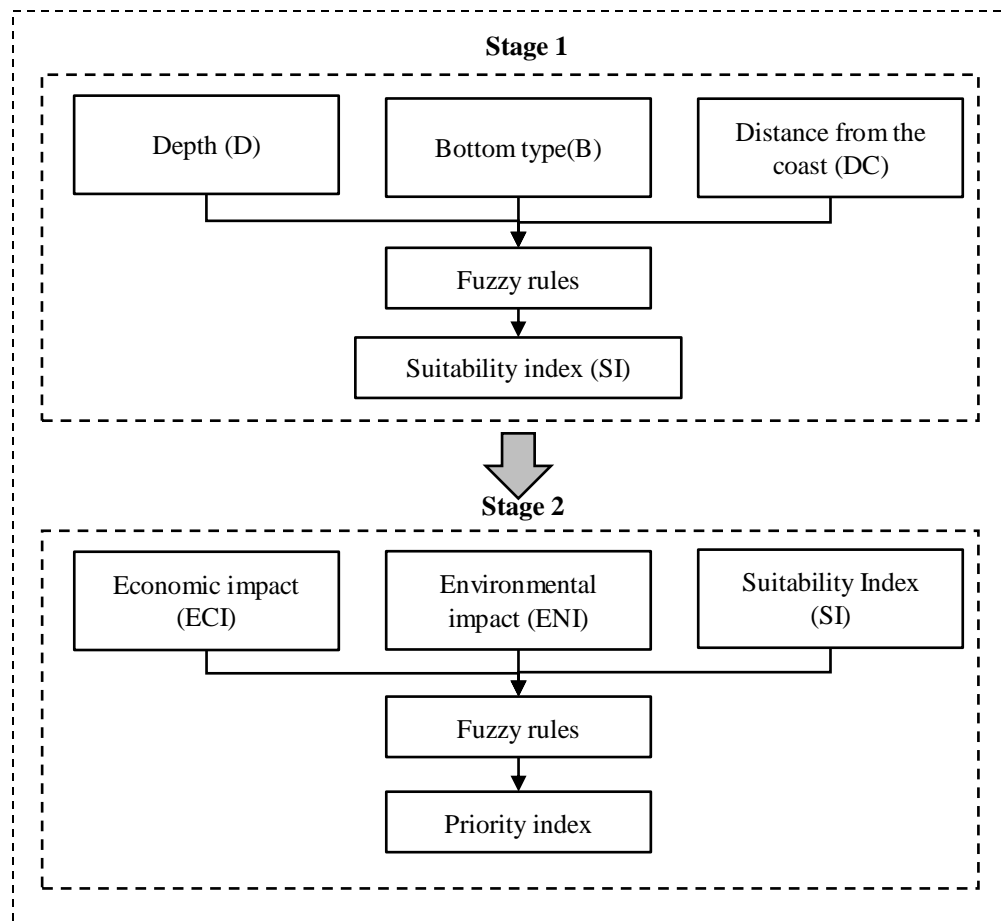 Stage 1
Depth (D)
Bottom type(B)
Distance from the
coast (DC)
Fuzzy rules
Suitability index (SI)
Stage 2
Economic impact
(ECI)
Environmental
impact (ENI)
Suitability Index
(SI)
Fuzzy rules
Priority index